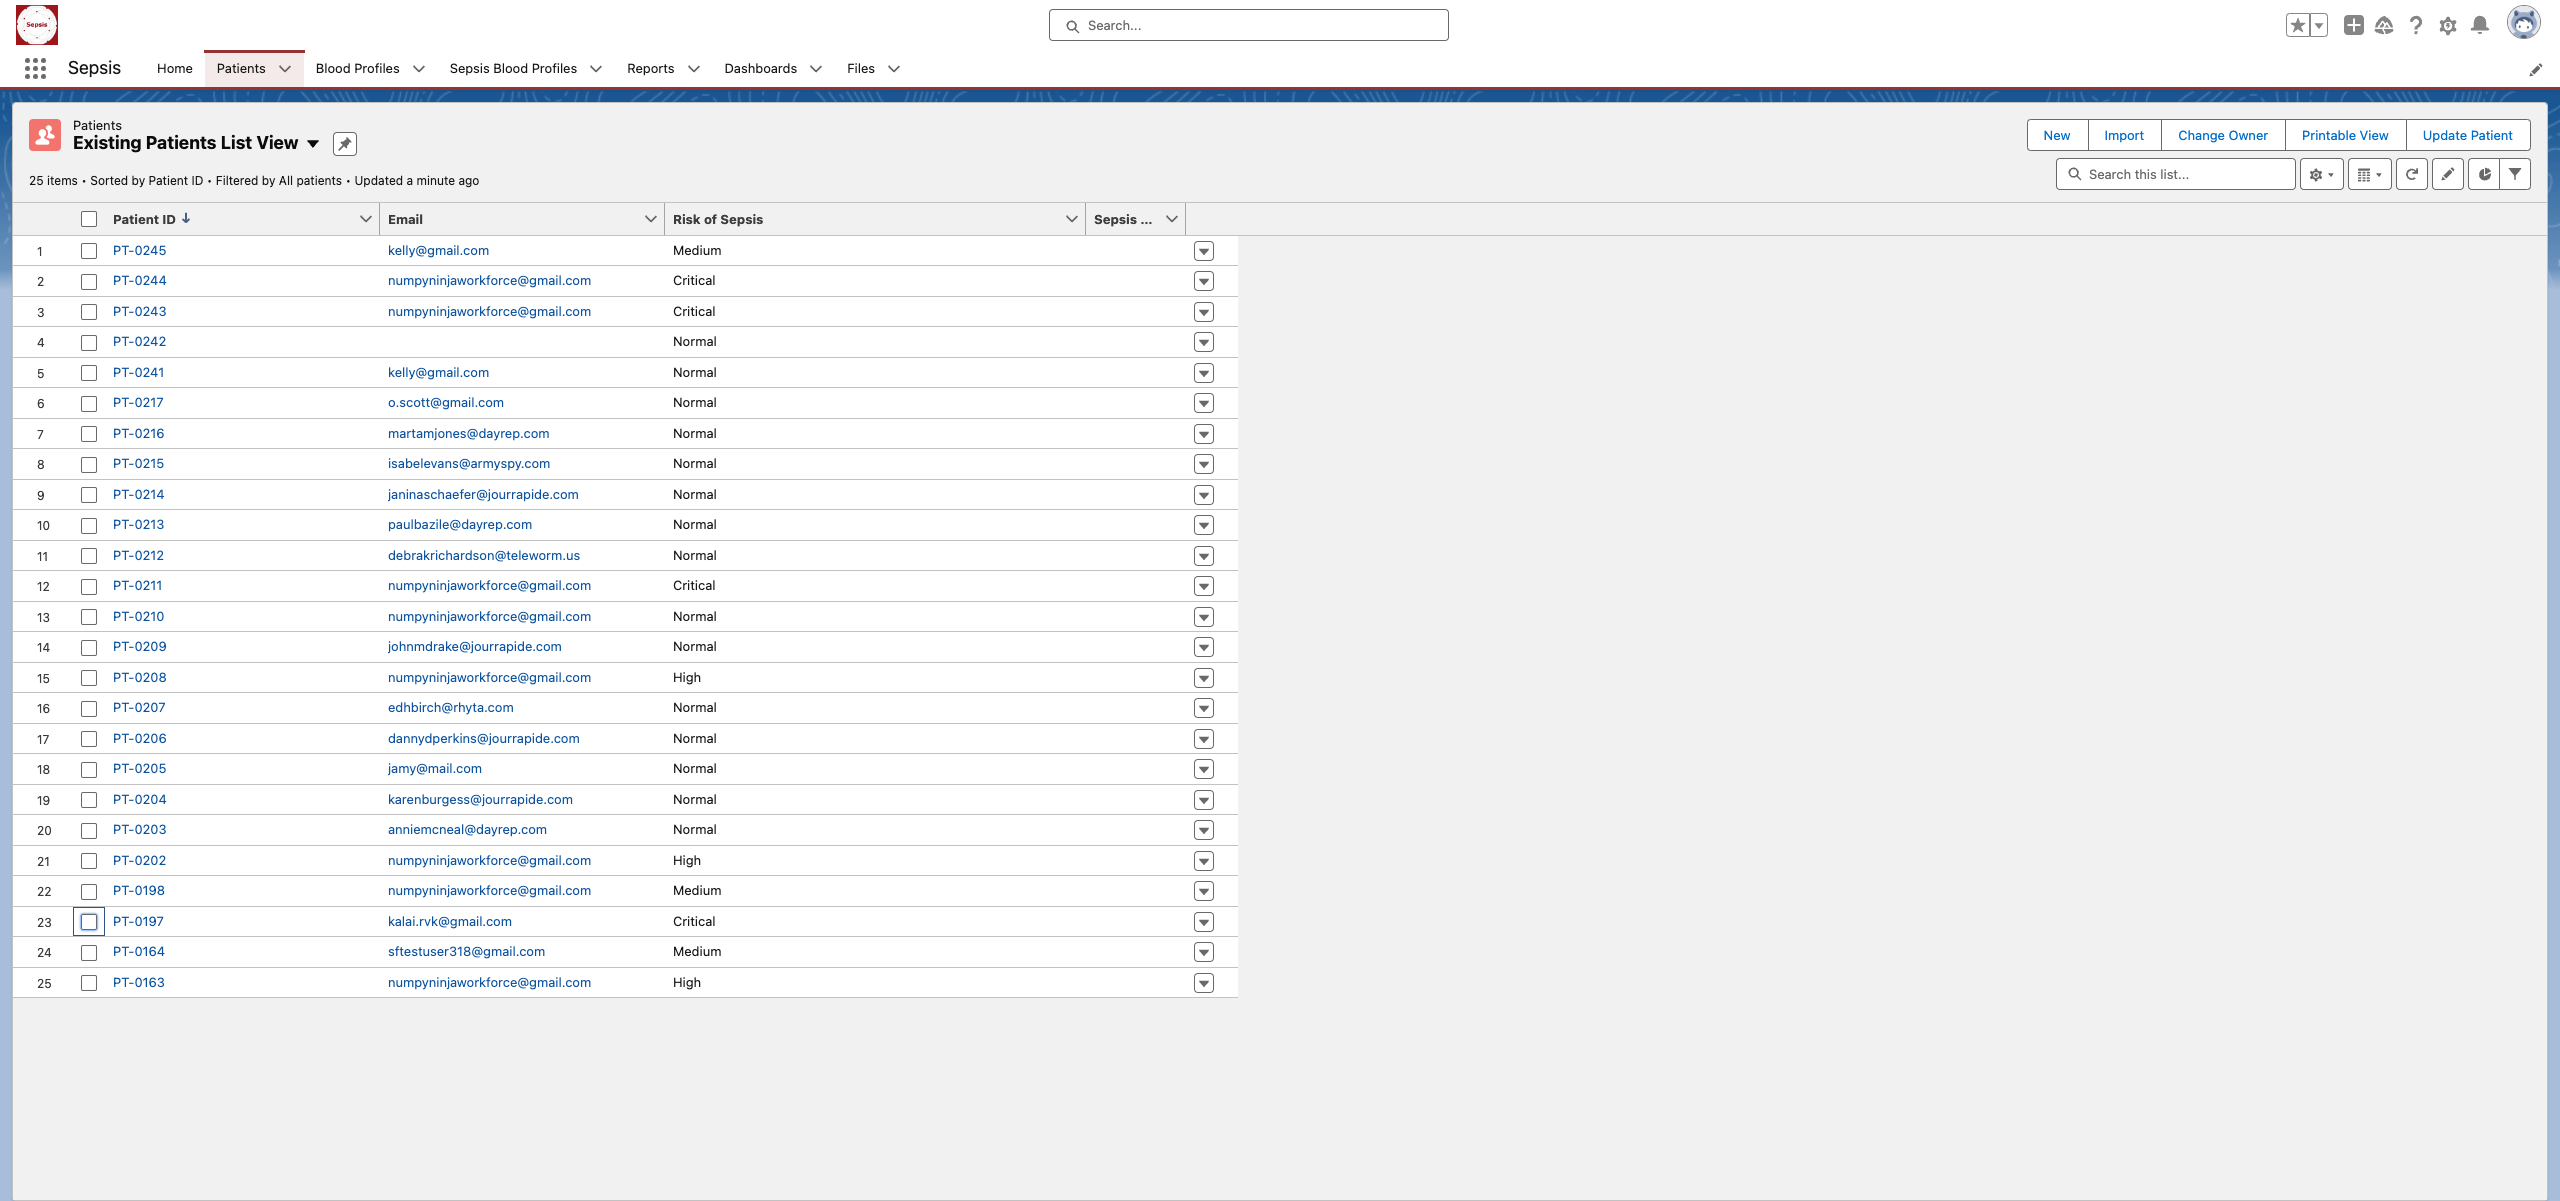 Sepsis
Search...
Sepsis Home Patients Blood Profiles Sepsis Blood Profiles Reports Dashboards Files
Patients
Existing Patients List View
New Import Change Owner Printable View Update Patient
25 items • Sorted by Patient ID • Filtered by All patients • Updated a minute ago
Search this list...
Patient ID Email Risk of Sepsis Sepsis ...
1 PT-0245 kelly@gmail.com Medium
2 PT-0244 numpyninjaworkforce@gmail.com Critical
3 PT-0243 numpyninjaworkforce@gmail.com Critical
4 PT-0242 Normal
5 PT-0241 kelly@gmail.com Normal
6 PT-0217 o.scott@gmail.com Normal
7 PT-0216 martamjones@dayrep.com Normal
8 PT-0215 isabelevans@armyspy.com Normal
9 PT-0214 janinaschaefer@jourrapide.com Normal
10 PT-0213 paulbazile@dayrep.com Normal
11 PT-0212 debrakrichardson@teleworm.us Normal
12 PT-0211 numpyninjaworkforce@gmail.com Critical
13 PT-0210 numpyninjaworkforce@gmail.com Normal
14 PT-0209 johnmdrake@jourrapide.com Normal
15 PT-0208 numpyninjaworkforce@gmail.com High
16 PT-0207 edhbirch@rhyta.com Normal
17 PT-0206 dannydperkins@jourrapide.com Normal
18 PT-0205 jamy@mail.com Normal
19 PT-0204 karenburgess@jourrapide.com Normal
20 PT-0203 anniemcneal@dayrep.com Normal
21 PT-0202 numpyninjaworkforce@gmail.com High
22 PT-0198 numpyninjaworkforce@gmail.com Medium
23 PT-0197 kalai.rvk@gmail.com Critical
24 PT-0164 sftestuser318@gmail.com Medium
25 PT-0163 numpyninjaworkforce@gmail.com High